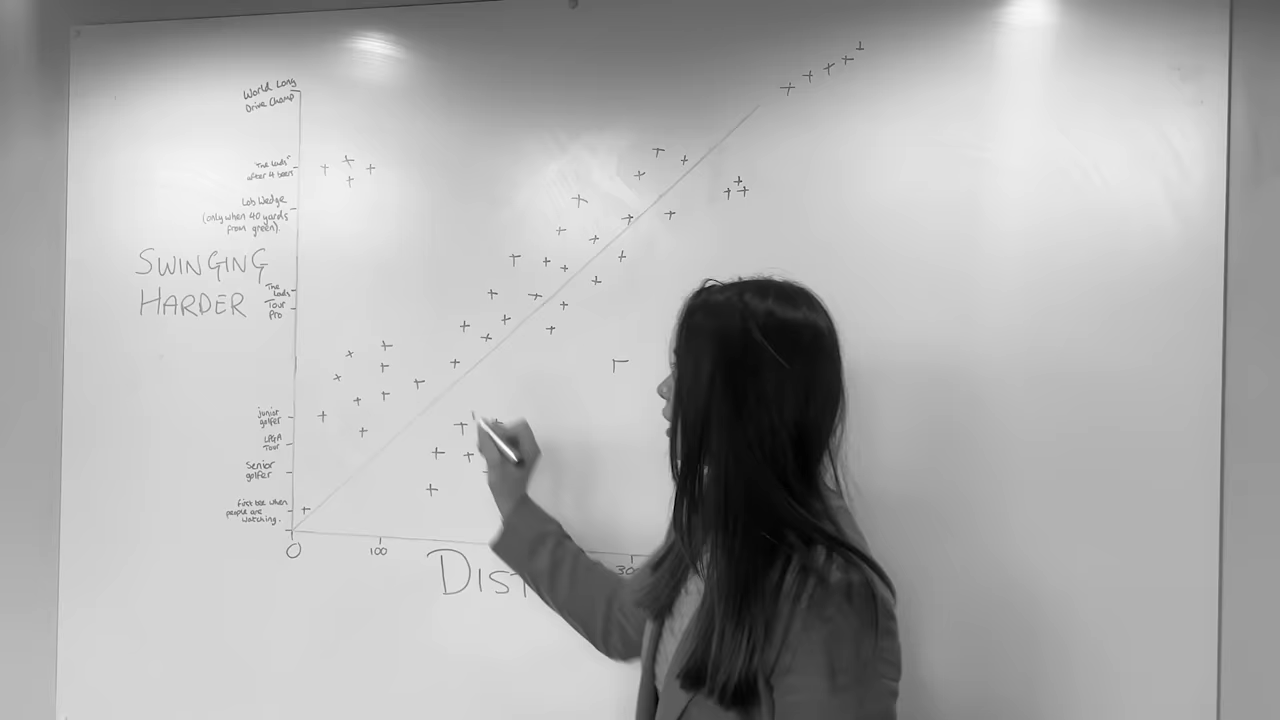 World Long
Drive Champ
"The Lads"
after 4 beers
Lob Wedge
(only when 40 yards
from green).
SWINGING
HARDER
The
Lads
Tour
Pro
junior
golfer
LPGA
Tour
Senior
golfer
first tee when
people are
watching.
0
100
300
DIST